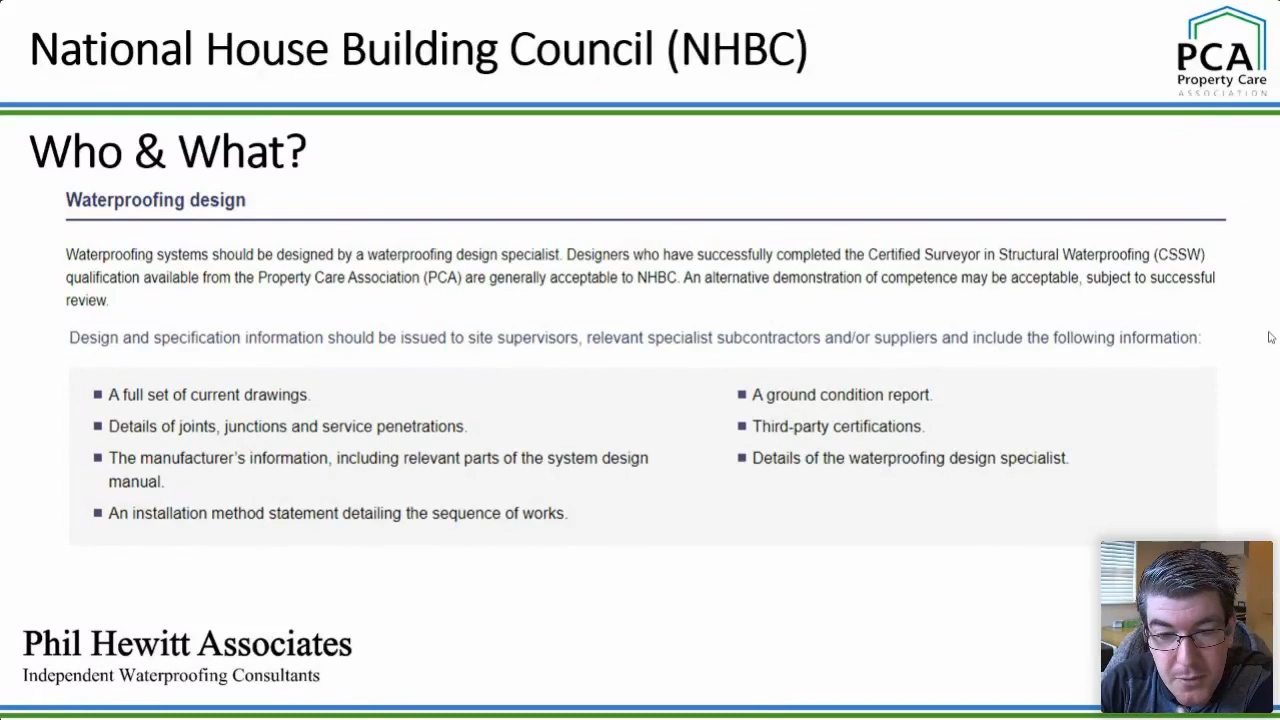 National House Building Council (NHBC)
PCA
Property Care
ASSOCIATION
Who & What?
Waterproofing design
Waterproofing systems should be designed by a waterproofing design specialist. Designers who have successfully completed the Certified Surveyor in Structural Waterproofing (CSSW)
qualification available from the Property Care Association (PCA) are generally acceptable to NHBC. An alternative demonstration of competence may be acceptable, subject to successful
review.
Design and specification information should be issued to site supervisors, relevant specialist subcontractors and/or suppliers and include the following information:
■ A full set of current drawings.
■ Details of joints, junctions and service penetrations.
■ The manufacturer's information, including relevant parts of the system design
manual.
■ An installation method statement detailing the sequence of works.
■ A ground condition report.
■ Third-party certifications.
■ Details of the waterproofing design specialist.
Phil Hewitt Associates
Independent Waterproofing Consultants